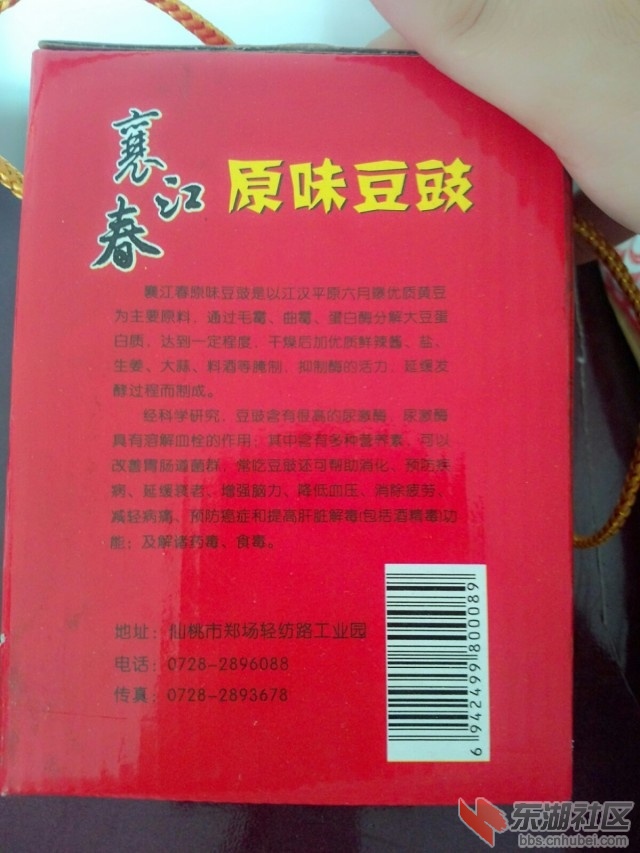 襄江春
原味豆豉
襄江春原味豆豉是以江汉平原六月爆优质黄豆
为主要原料，通过毛霉、曲霉、蛋白酶分解大豆蛋
白质，达到一定程度，干燥后加优质鲜辣酱、盐、
生姜、大蒜、料酒等腌制，抑制酶的活力，延缓发
酵过程而制成。
经科学研究，豆豉含有很高的尿激酶，尿激酶
具有溶解血栓的作用；其中含有多种营养素，可以
改善胃肠道菌群，常吃豆豉还可帮助消化、预防疾
病、延缓衰老、增强脑力、降低血压、消除疲劳、
减轻病痛、预防癌症和提高肝脏解毒(包括酒精毒)功
能；及解诸药毒、食毒。
地址：仙桃市郑场轻纺路工业园
电话：0728-2896088
传真：0728-2893678
6942499800089
东湖社区
bbs.cnhubei.com